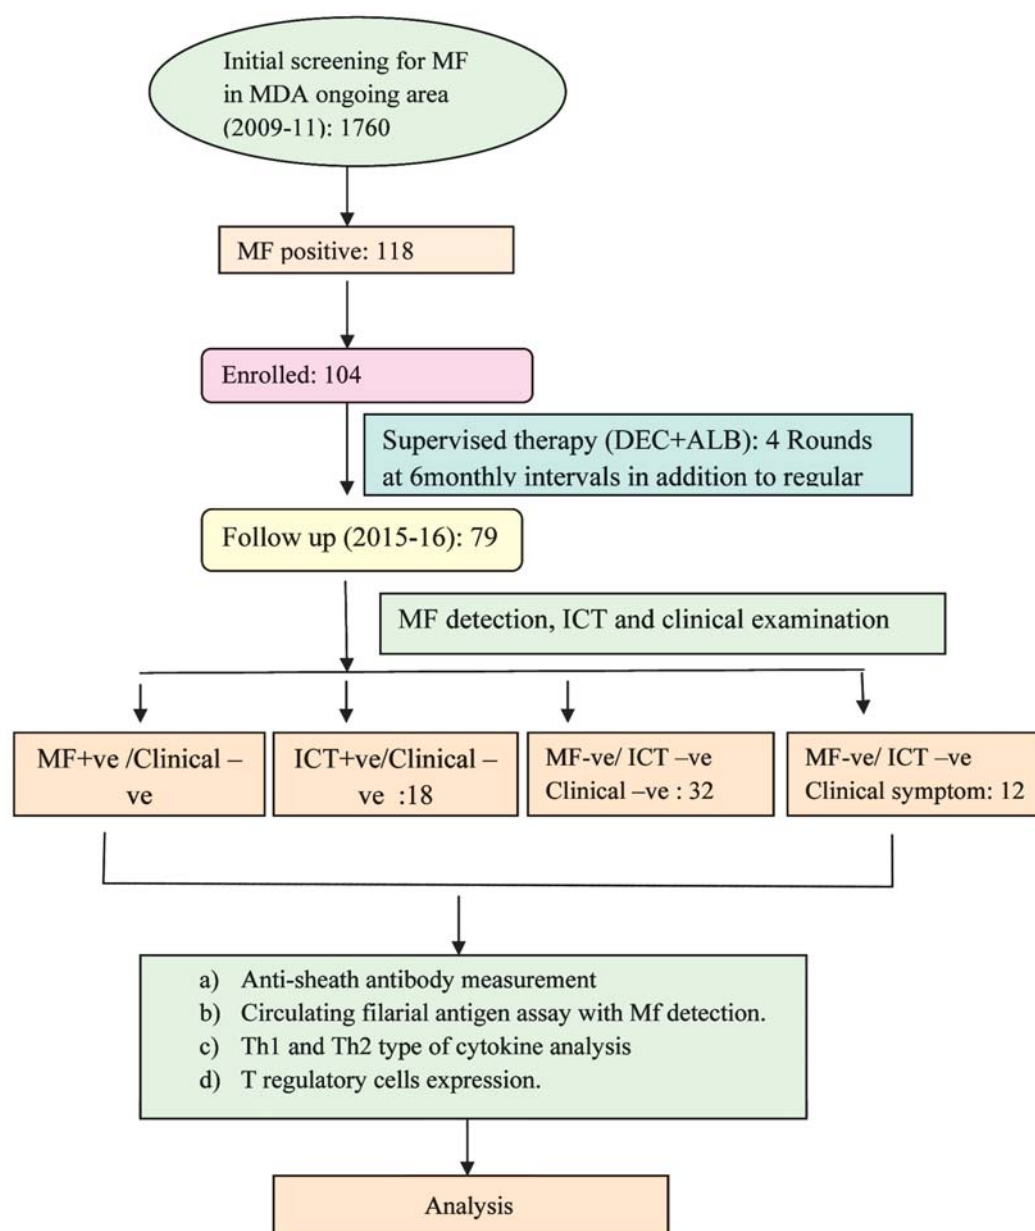 Initial screening for MF
in MDA ongoing area
(2009-11): 1760
MF positive: 118
Enrolled: 104
Supervised therapy (DEC+ALB): 4 Rounds
at 6monthly intervals in addition to regular
Follow up (2015-16): 79
MF detection, ICT and clinical examination
MF+ve /Clinical –
ve
ICT+ve/Clinical –
ve :18
MF-ve/ ICT –ve
Clinical –ve : 32
MF-ve/ ICT –ve
Clinical symptom: 12
a) Anti-sheath antibody measurement
b) Circulating filarial antigen assay with Mf detection.
c) Th1 and Th2 type of cytokine analysis
d) T regulatory cells expression.
Analysis